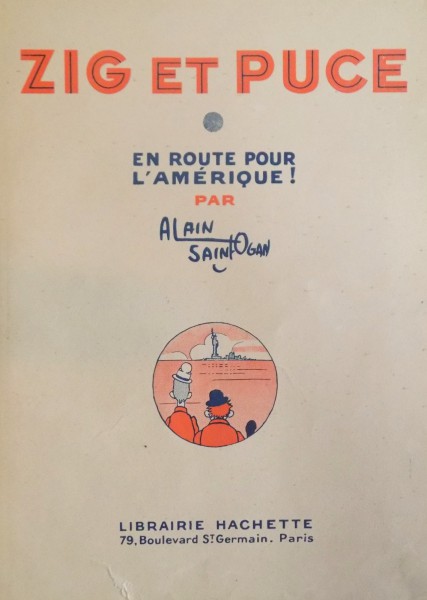 ZIG ET PUCE
EN ROUTE POUR
L'AMÉRIQUE!
PAR
ALAIN
SAINT-OGAN
LIBRAIRIE HACHETTE
79, Boulevard St Germain. Paris